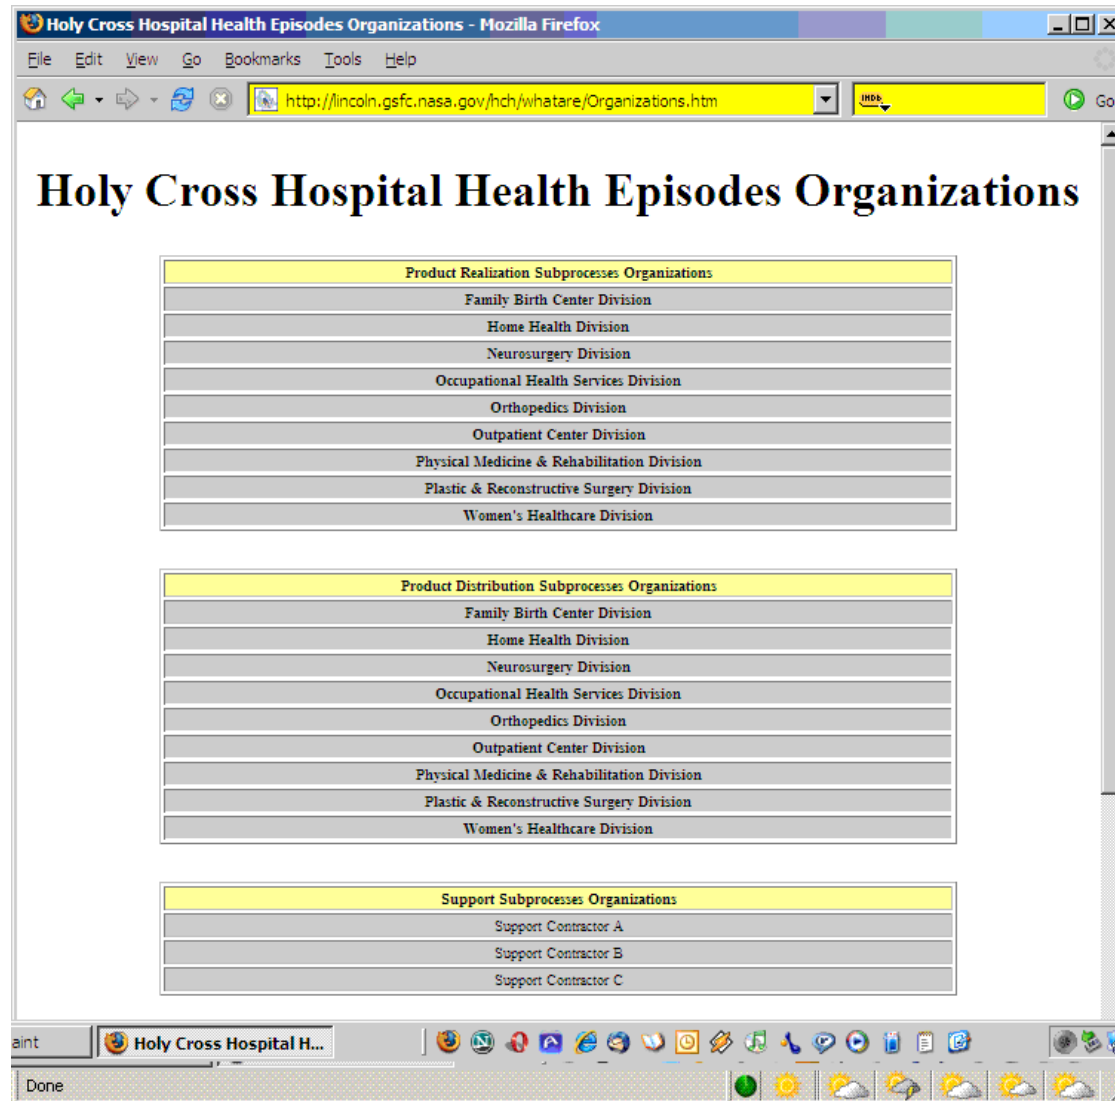 Holy Cross Hospital Health Episodes Organizations - Mozilla Firefox
File Edit View Go Bookmarks Tools Help
http://lincoln.gsfc.nasa.gov/hch/whatare/Organizations.htm IMDb Go
Holy Cross Hospital Health Episodes Organizations
Product Realization Subprocesses Organizations
Family Birth Center Division
Home Health Division
Neurosurgery Division
Occupational Health Services Division
Orthopedics Division
Outpatient Center Division
Physical Medicine & Rehabilitation Division
Plastic & Reconstructive Surgery Division
Women's Healthcare Division
Product Distribution Subprocesses Organizations
Family Birth Center Division
Home Health Division
Neurosurgery Division
Occupational Health Services Division
Orthopedics Division
Outpatient Center Division
Physical Medicine & Rehabilitation Division
Plastic & Reconstructive Surgery Division
Women's Healthcare Division
Support Subprocesses Organizations
Support Contractor A
Support Contractor B
Support Contractor C
aint Holy Cross Hospital H...
Done